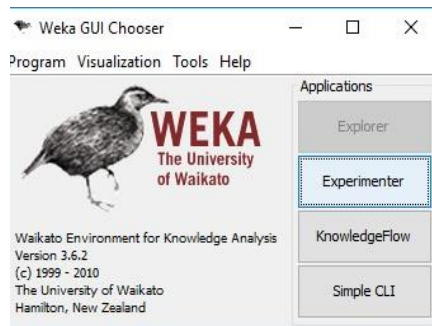 Weka GUI Chooser
Program Visualization Tools Help
Applications
WEKA
The University
of Waikato
Explorer
Experimenter
KnowledgeFlow
Simple CLI
Waikato Environment for Knowledge Analysis
Version 3.6.2
(c) 1999 - 2010
The University of Waikato
Hamilton, New Zealand